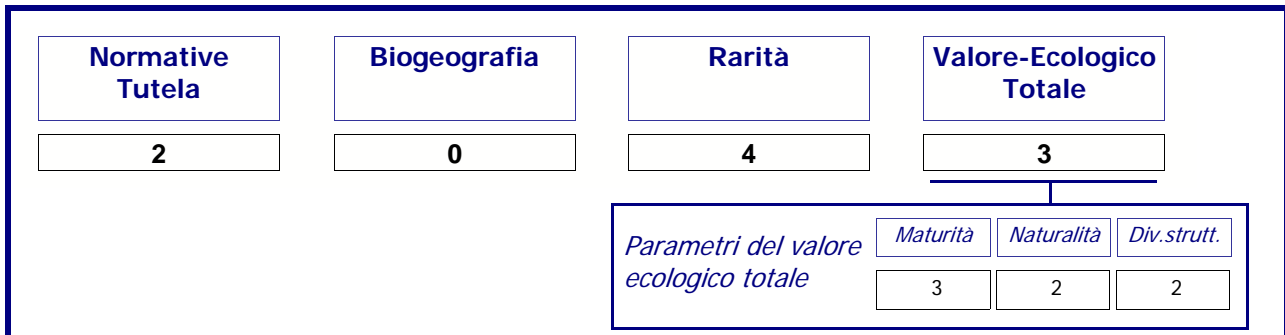 Normative
Tutela
Biogeografia
Rarità
Valore-Ecologico
Totale
2
0
4
3
Parametri del valore
ecologico totale
Maturità
Naturalità
Div.strutt.
3
2
2